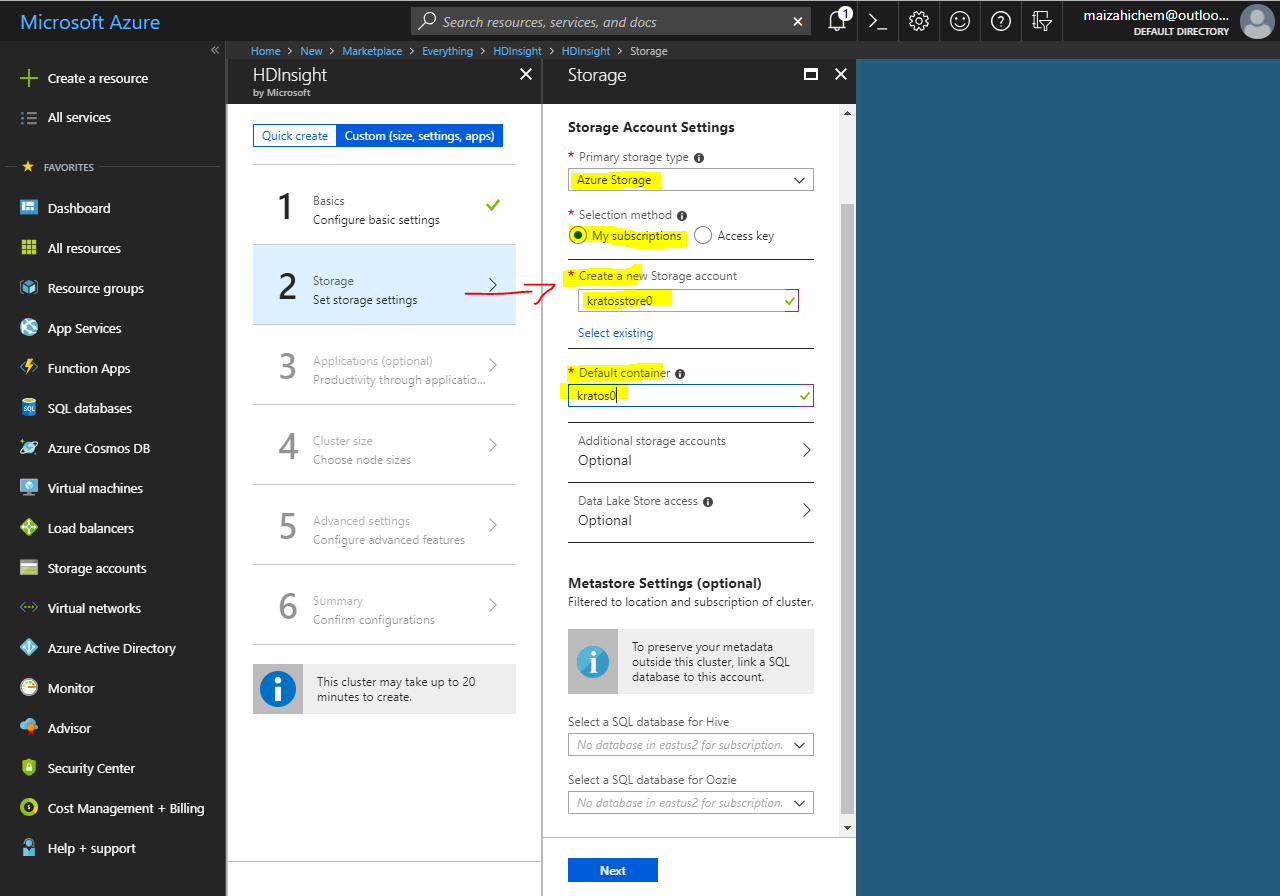 Microsoft Azure
Search resources, services, and docs
1
maizahichem@outloo...
DEFAULT DIRECTORY
Home > New > Marketplace > Everything > HDInsight > HDInsight > Storage
Create a resource
All services
FAVORITES
Dashboard
All resources
Resource groups
App Services
Function Apps
SQL databases
Azure Cosmos DB
Virtual machines
Load balancers
Storage accounts
Virtual networks
Azure Active Directory
Monitor
Advisor
Security Center
Cost Management + Billing
Help + support
HDInsight
by Microsoft
Quick create
Custom (size, settings, apps)
1
Basics
Configure basic settings
2
Storage
Set storage settings
3
Applications (optional)
Productivity through applicatio...
4
Cluster size
Choose node sizes
5
Advanced settings
Configure advanced features
6
Summary
Confirm configurations
This cluster may take up to 20
minutes to create.
Storage
Storage Account Settings
* Primary storage type
Azure Storage
* Selection method
My subscriptions
Access key
* Create a new Storage account
kratosstore0
Select existing
* Default container
kratos0
Additional storage accounts
Optional
Data Lake Store access
Optional
Metastore Settings (optional)
Filtered to location and subscription of cluster.
To preserve your metadata
outside this cluster, link a SQL
database to this account.
Select a SQL database for Hive
No database in eastus2 for subscription.
Select a SQL database for Oozie
No database in eastus2 for subscription.
Next